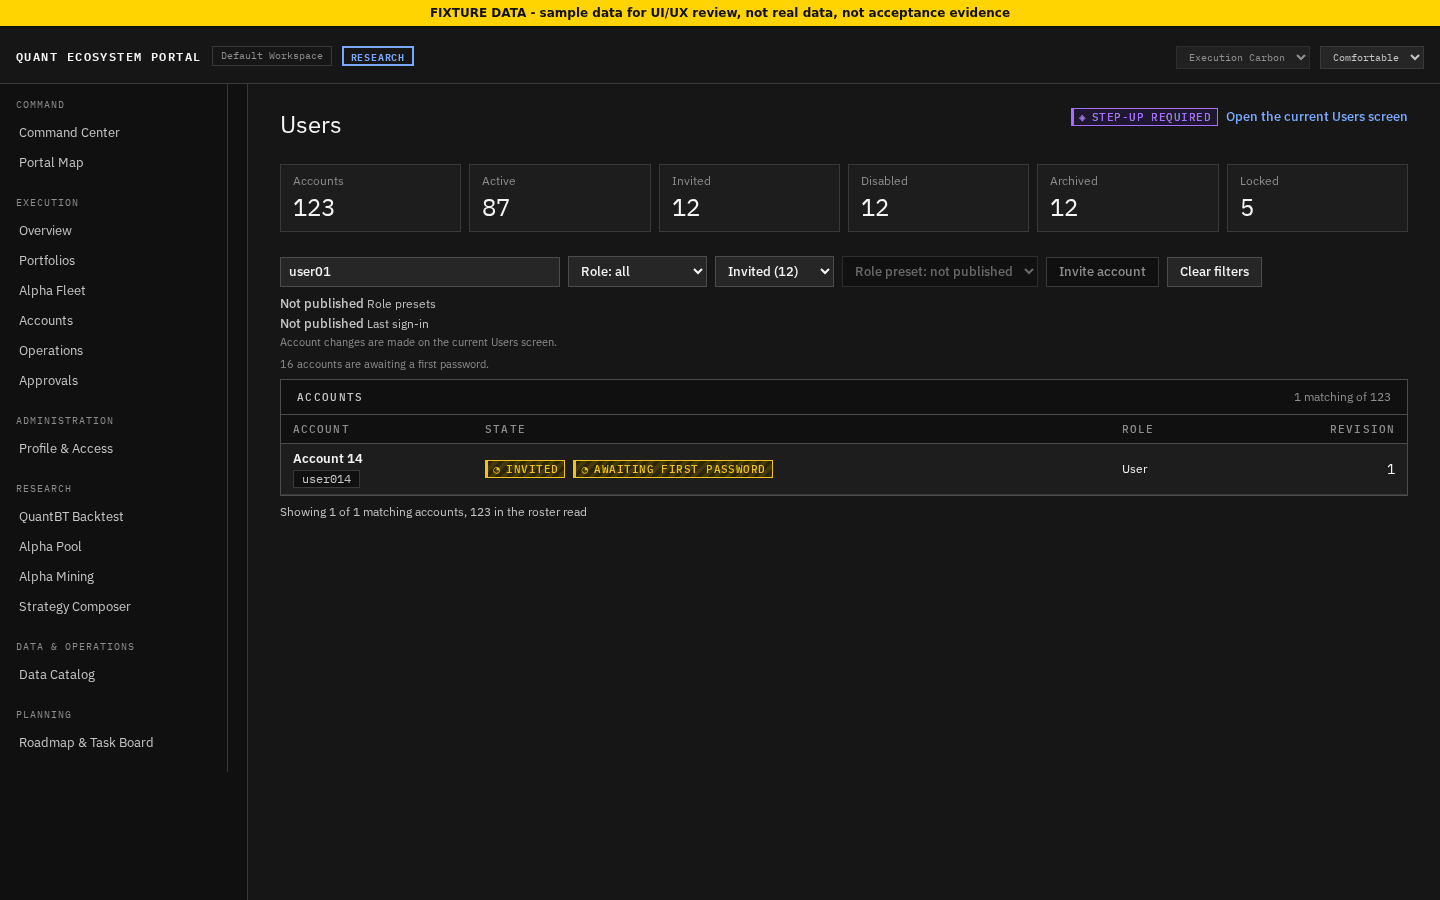 FIXTURE DATA - sample data for UI/UX review, not real data, not acceptance evidence
QUANT ECOSYSTEM PORTAL
Default Workspace
RESEARCH
Execution Carbon
Comfortable
COMMAND
Command Center
Portal Map
EXECUTION
Overview
Portfolios
Alpha Fleet
Accounts
Operations
Approvals
ADMINISTRATION
Profile & Access
RESEARCH
QuantBT Backtest
Alpha Pool
Alpha Mining
Strategy Composer
DATA & OPERATIONS
Data Catalog
PLANNING
Roadmap & Task Board
Users
◈ STEP-UP REQUIRED
Open the current Users screen
Accounts
123
Active
87
Invited
12
Disabled
12
Archived
12
Locked
5
user01
Role: all
Invited (12)
Role preset: not published
Invite account
Clear filters
Not published Role presets
Not published Last sign-in
Account changes are made on the current Users screen.
16 accounts are awaiting a first password.
ACCOUNTS
1 matching of 123
ACCOUNT STATE ROLE REVISION
Account 14
user014
◔ INVITED
◔ AWAITING FIRST PASSWORD
User
1
Showing 1 of 1 matching accounts, 123 in the roster read